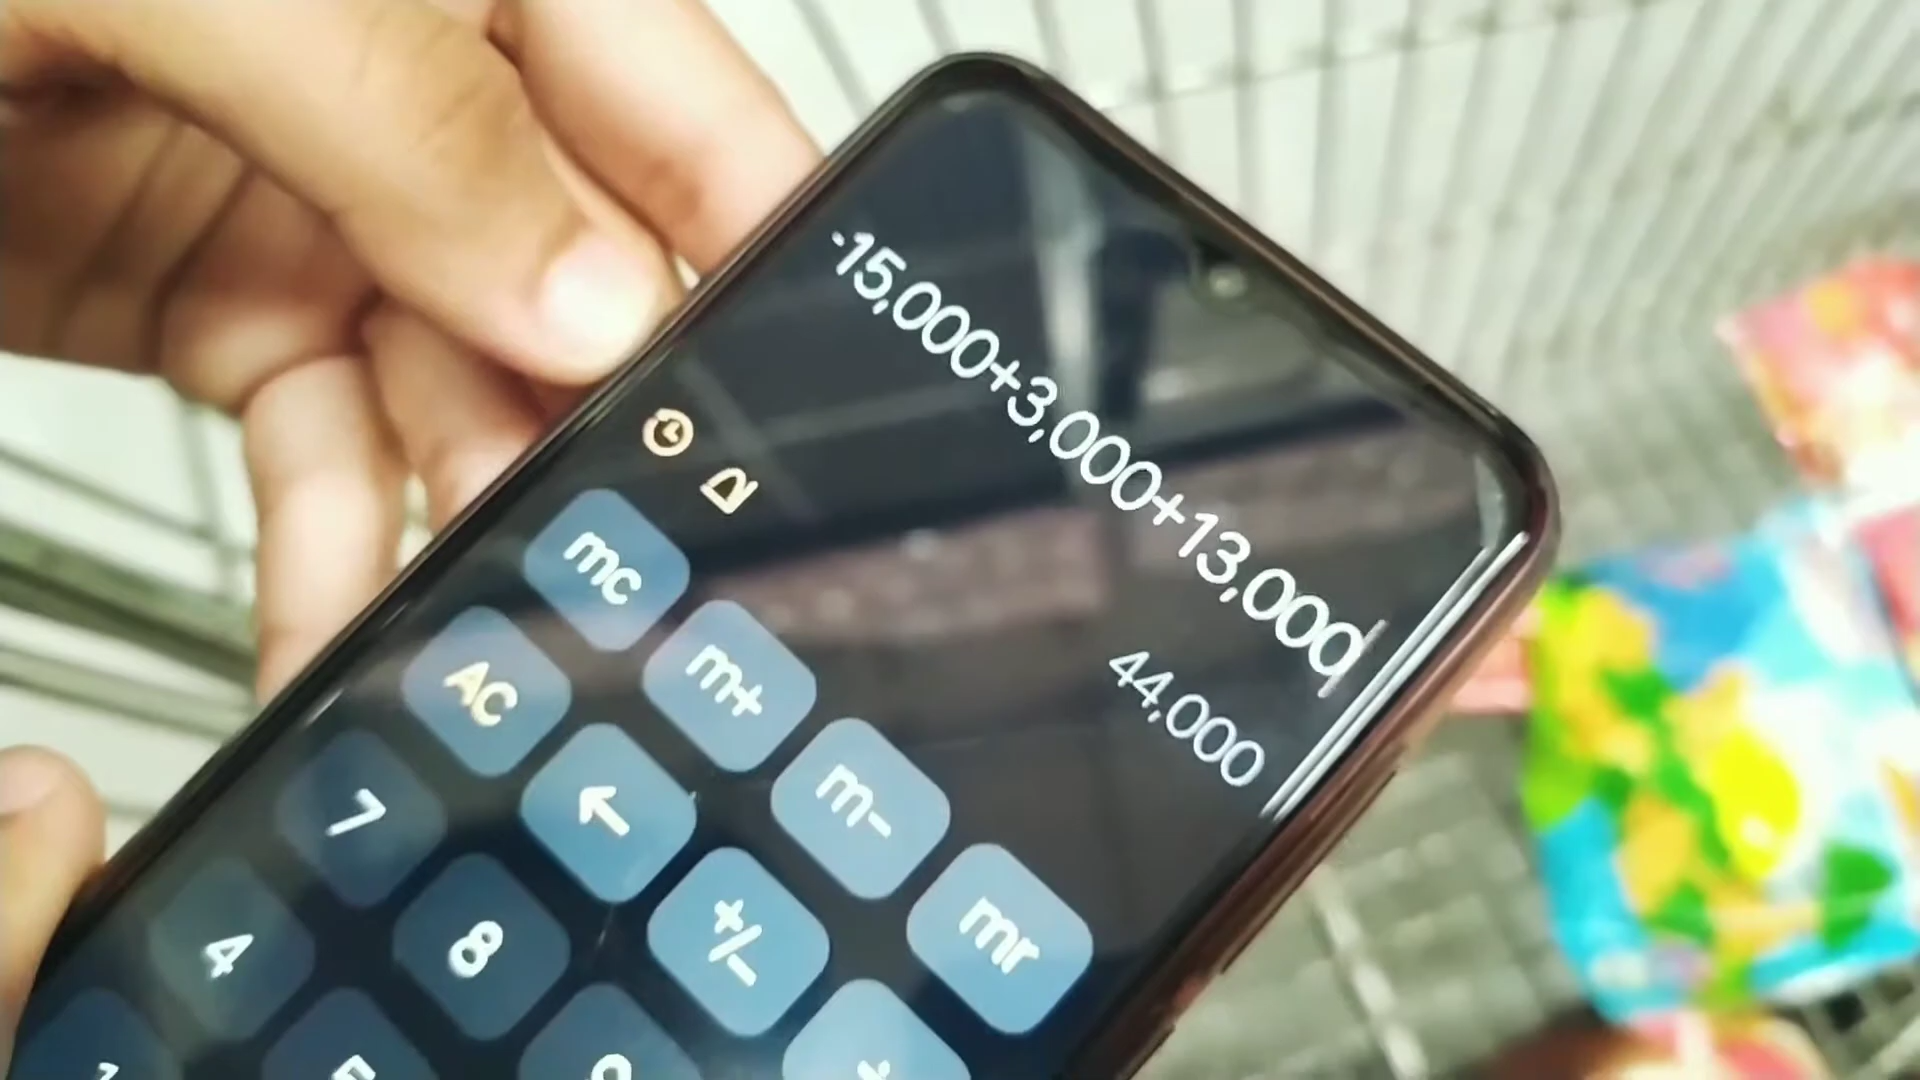 15,000+3,000+13,000
44,000
mc
m+
m-
mr
AC
←
+/-
7
8
4